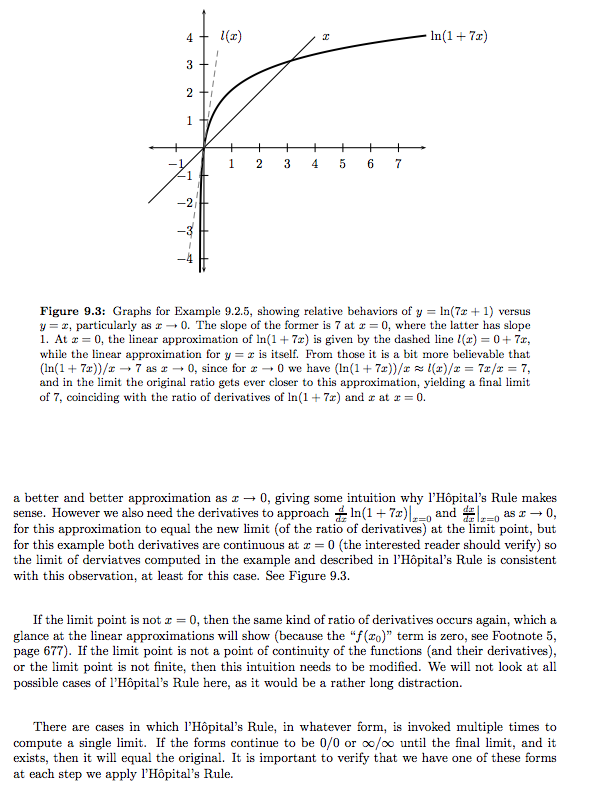 4
l(x)
x
ln(1 + 7x)
3
2
1
−1
1
2
3
4
5
6
7
−1
−2
−3
−4
Figure 9.3: Graphs for Example 9.2.5, showing relative behaviors of y = ln(7x + 1) versus
y = x, particularly as x → 0. The slope of the former is 7 at x = 0, where the latter has slope
1. At x = 0, the linear approximation of ln(1 + 7x) is given by the dashed line l(x) = 0 + 7x,
while the linear approximation for y = x is itself. From those it is a bit more believable that
(ln(1 + 7x))/x → 7 as x → 0, since for x → 0 we have (ln(1 + 7x))/x ≈ l(x)/x = 7x/x = 7,
and in the limit the original ratio gets ever closer to this approximation, yielding a final limit
of 7, coinciding with the ratio of derivatives of ln(1 + 7x) and x at x = 0.
a better and better approximation as x → 0, giving some intuition why l'Hôpital's Rule makes
sense. However we also need the derivatives to approach d/dx ln(1 + 7x)|x=0 and dx/dx|x=0 as x → 0,
for this approximation to equal the new limit (of the ratio of derivatives) at the limit point, but
for this example both derivatives are continuous at x = 0 (the interested reader should verify) so
the limit of derviatves computed in the example and described in l'Hôpital's Rule is consistent
with this observation, at least for this case. See Figure 9.3.
If the limit point is not x = 0, then the same kind of ratio of derivatives occurs again, which a
glance at the linear approximations will show (because the "f(x0)" term is zero, see Footnote 5,
page 677). If the limit point is not a point of continuity of the functions (and their derivatives),
or the limit point is not finite, then this intuition needs to be modified. We will not look at all
possible cases of l'Hôpital's Rule here, as it would be a rather long distraction.
There are cases in which l'Hôpital's Rule, in whatever form, is invoked multiple times to
compute a single limit. If the forms continue to be 0/0 or ∞/∞ until the final limit, and it
exists, then it will equal the original. It is important to verify that we have one of these forms
at each step we apply l'Hôpital's Rule.